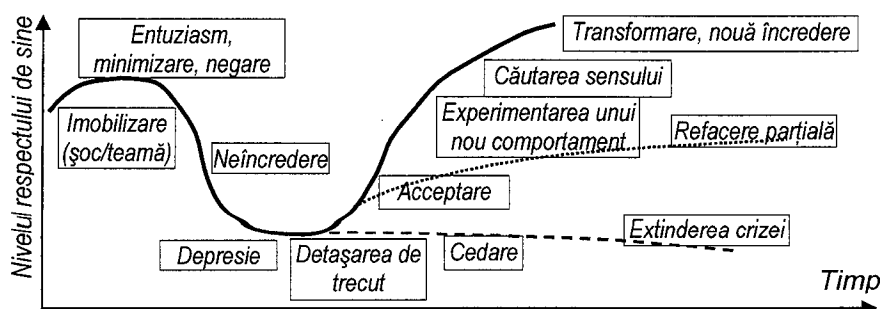 Nivelul respectului de sine
Entuziasm,
minimizare, negare
Imobilizare
(şoc/teamă)
Neîncredere
Depresie
Detaşarea de
trecut
Acceptare
Cedare
Experimentarea unui
nou comportament
Căutarea sensului
Transformare, nouă încredere
Refacere parţială
Extinderea crizei
Timp